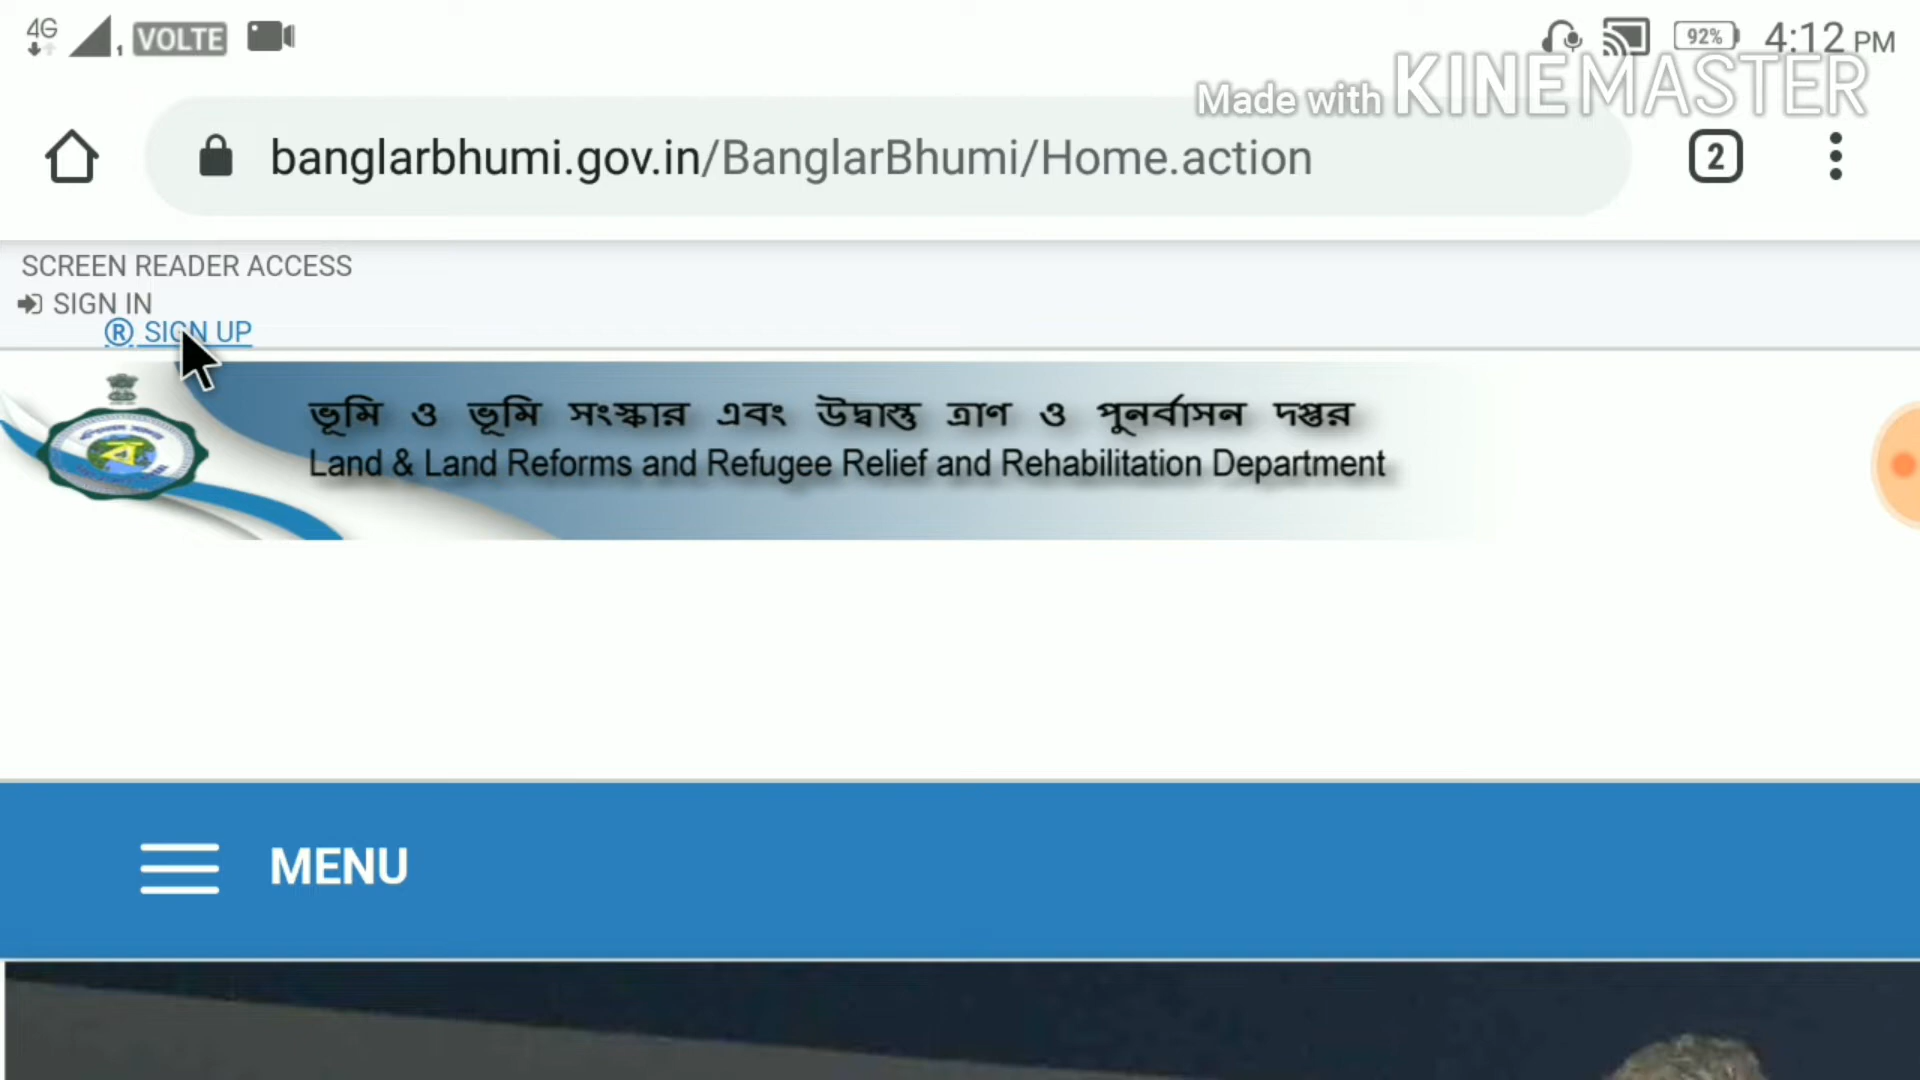 4G 1 VOLTE 92% 4:12 PM
Made with KINEMASTER
banglarbhumi.gov.in/BanglarBhumi/Home.action 2
SCREEN READER ACCESS
SIGN IN
® SIGN UP
ভূমি ও ভূমি সংস্কার এবং উদ্বাস্তু ত্রাণ ও পুনর্বাসন দপ্তর
Land & Land Reforms and Refugee Relief and Rehabilitation Department
MENU